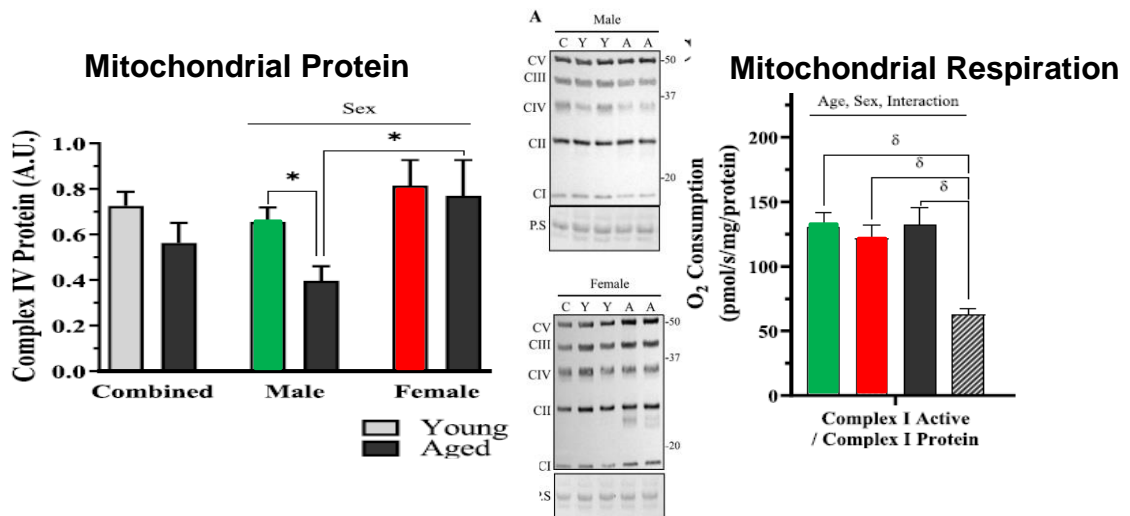 Mitochondrial Protein
Sex
Complex IV Protein (A.U.)
1.0
0.8
0.6
0.4
0.2
0.0
*
*
Combined
Male
Female
Young
Aged
A
Male
C Y Y A A
CV
CIII
CIV
CII
CI
P.S
-50
-37
-20
Female
C Y Y A A
CV
CIII
CIV
CII
CI
P.S
-50
-37
-20
Mitochondrial Respiration
Age, Sex, Interaction
O2 Consumption
(pmol/s/mg/protein)
200
150
100
50
0
δ
δ
δ
Complex I Active
/ Complex I Protein